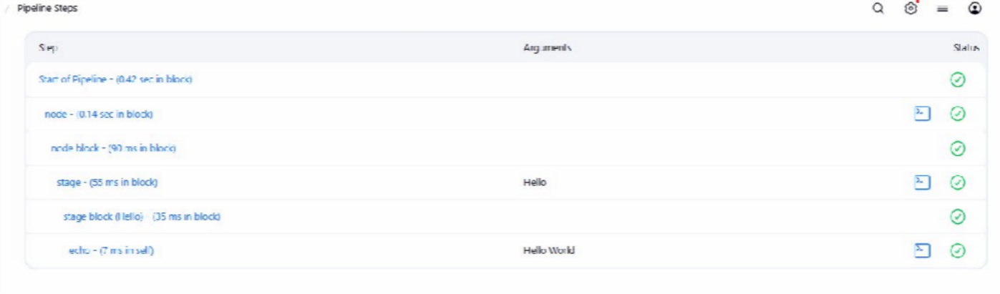 / Pipeline Steps
Step Arguments Status
Start of Pipeline - (0.42 sec in block)
node - (0.14 sec in block)
node block - (90 ms in block)
stage - (55 ms in block) Hello
stage block (Hello) - (35 ms in block)
echo - (7 ms in self) Hello World